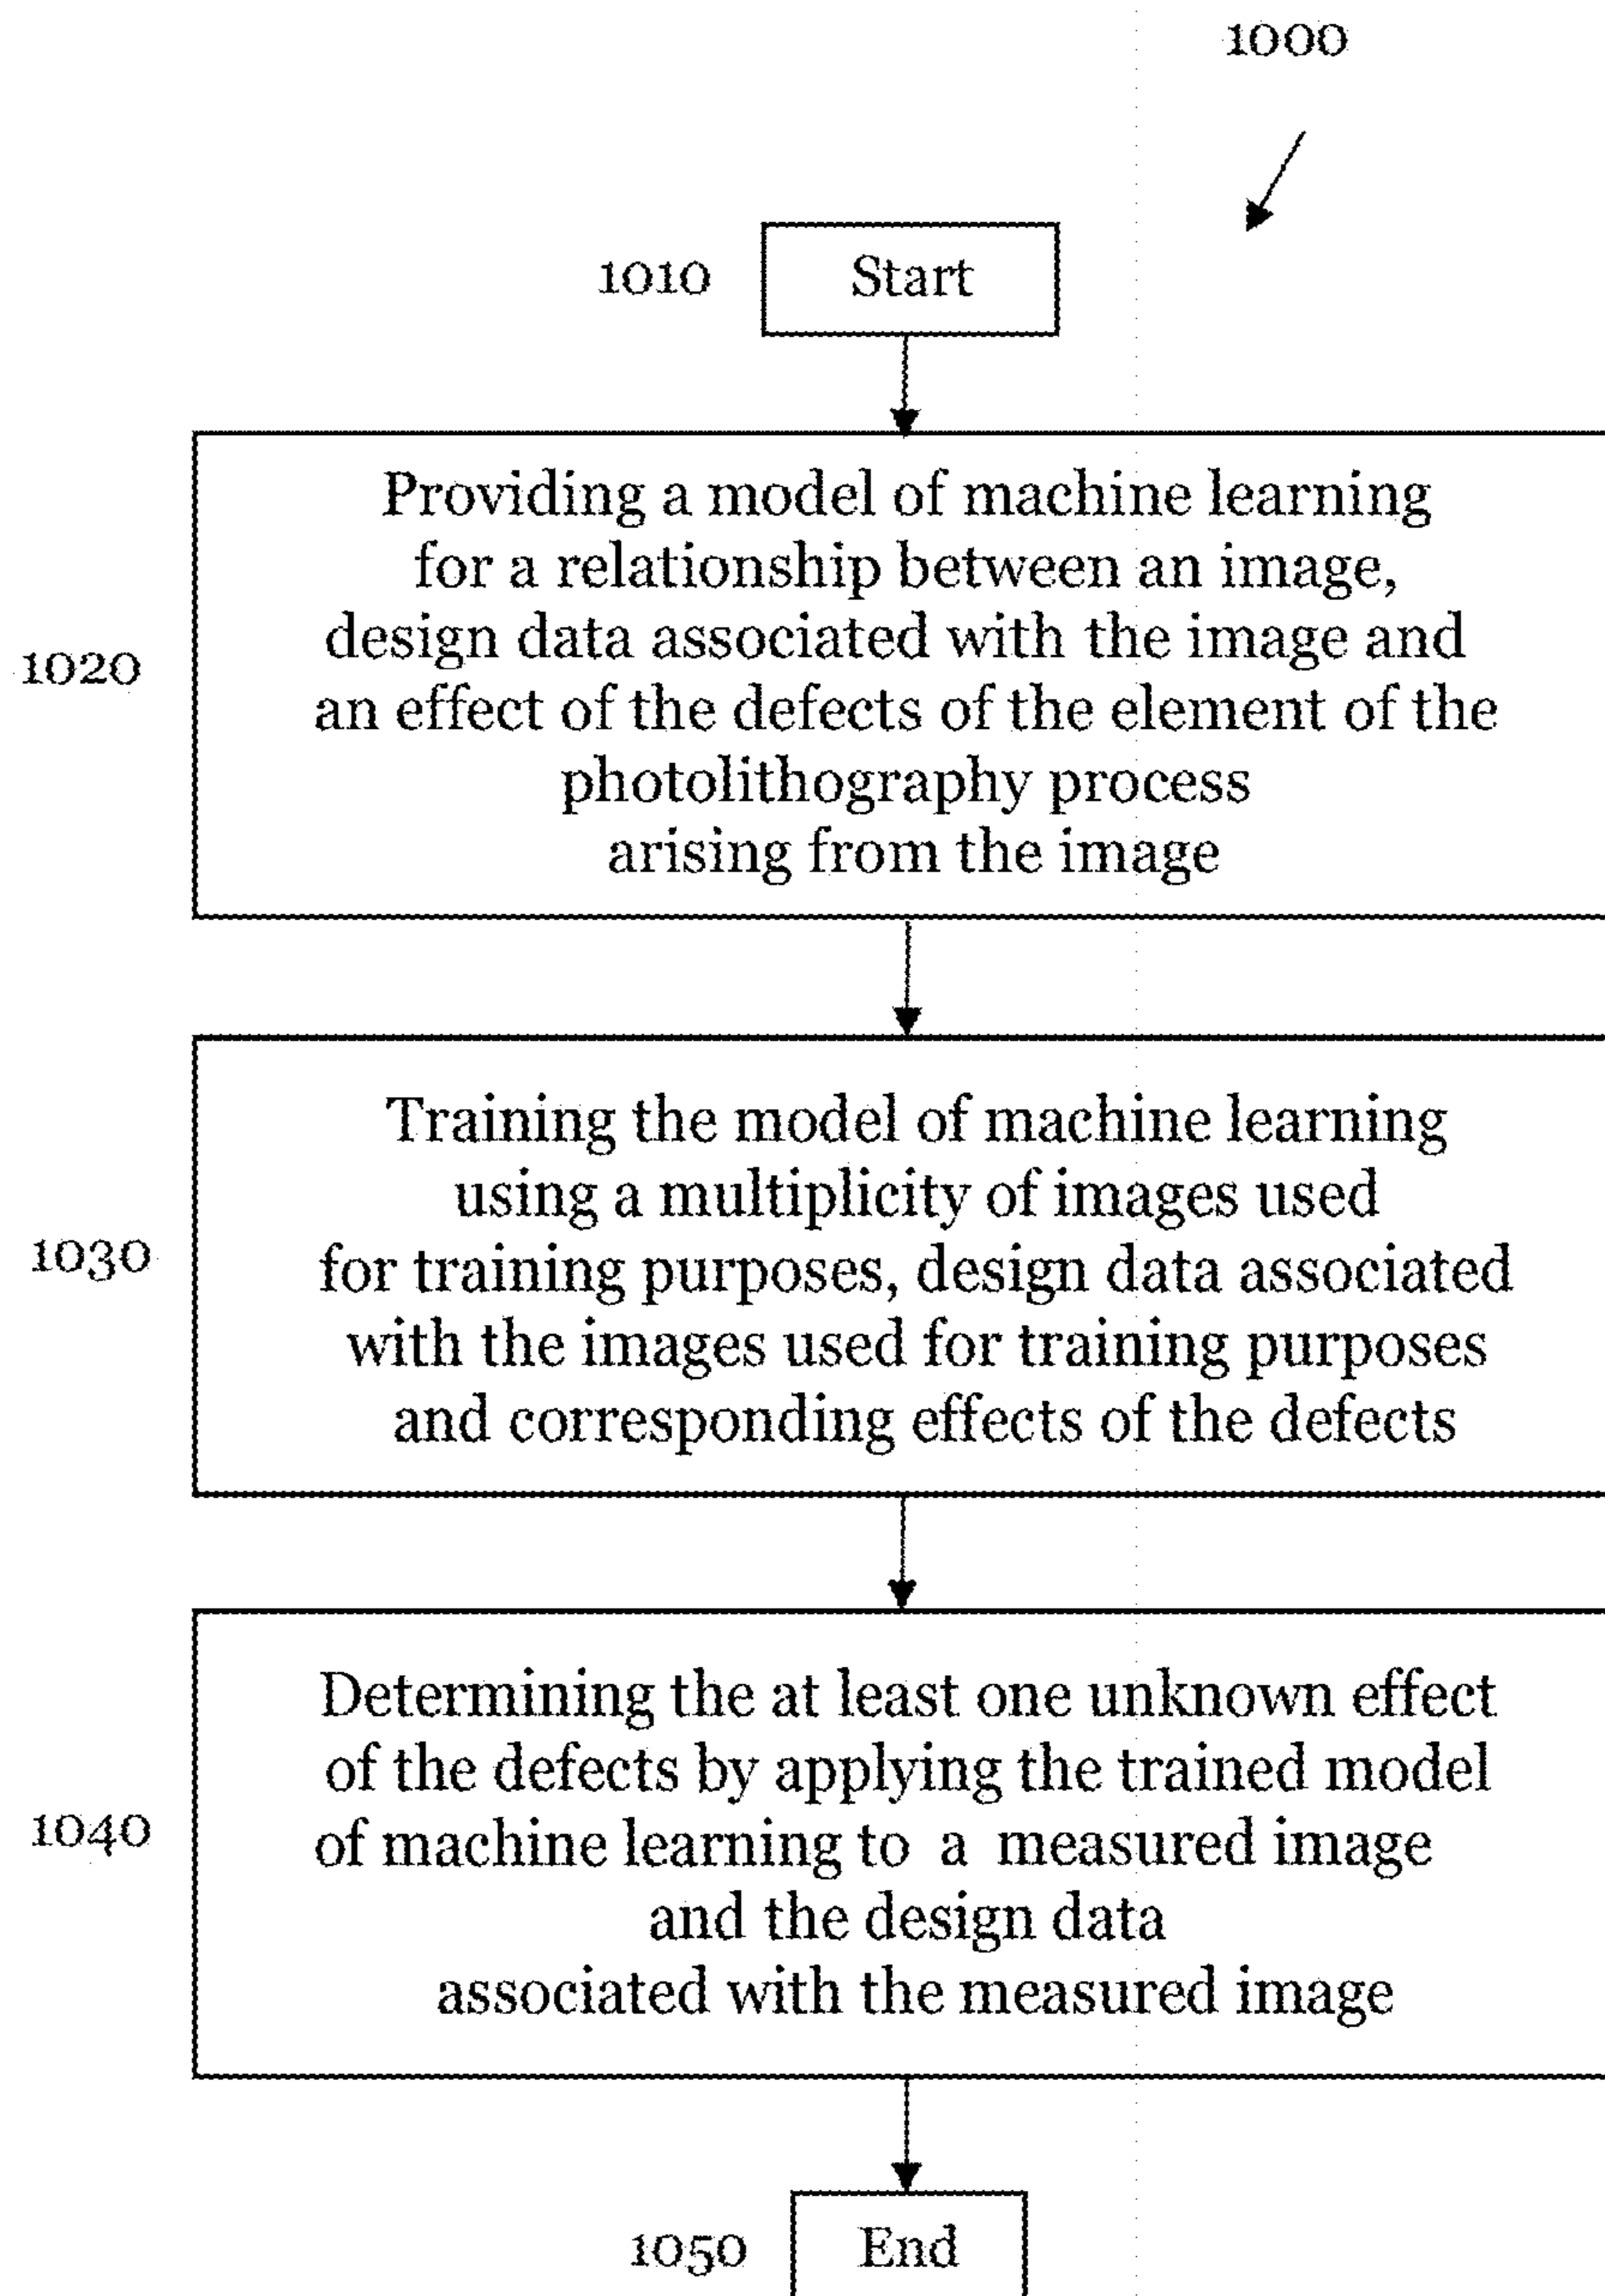 1000
1010 Start
Providing a model of machine learning
for a relationship between an image,
design data associated with the image and
1020
an effect of the defects of the element of the
photolithography process
arising from the image
Training the model of machine learning
using a multiplicity of images used
1030
for training purposes, design data associated
with the images used for training purposes
and corresponding effects of the defects
Determining the at least one unknown effect
of the defects by applying the trained model
1040
of machine learning to a measured image
and the design data
associated with the measured image
1050 End